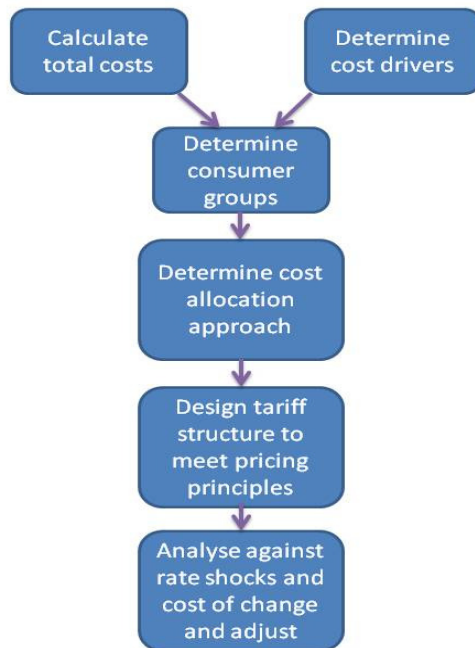 Calculate
total costs
Determine
cost drivers
Determine
consumer
groups
Determine cost
allocation
approach
Design tariff
structure to
meet pricing
principles
Analyse against
rate shocks and
cost of change
and adjust